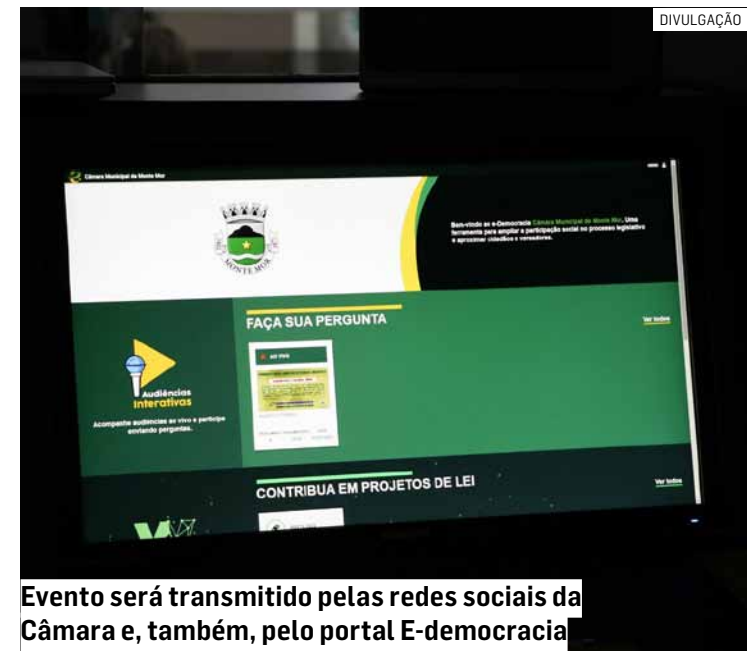 DIVULGAÇÃO
Câmara Municipal de Monte Mor
MONTE MOR
Bem-vindo ao e-Democracia Câmara Municipal de Monte Mor. Uma
ferramenta para ampliar a participação social no processo legislativo
e aproximar cidadãos e vereadores.
FAÇA SUA PERGUNTA
Ver todos
AO VIVO
Audiências
Interativas
Acompanhe audiências ao vivo e participe
enviando perguntas.
CONTRIBUA EM PROJETOS DE LEI
Ver todos
Evento será transmitido pelas redes sociais da
Câmara e, também, pelo portal E-democracia